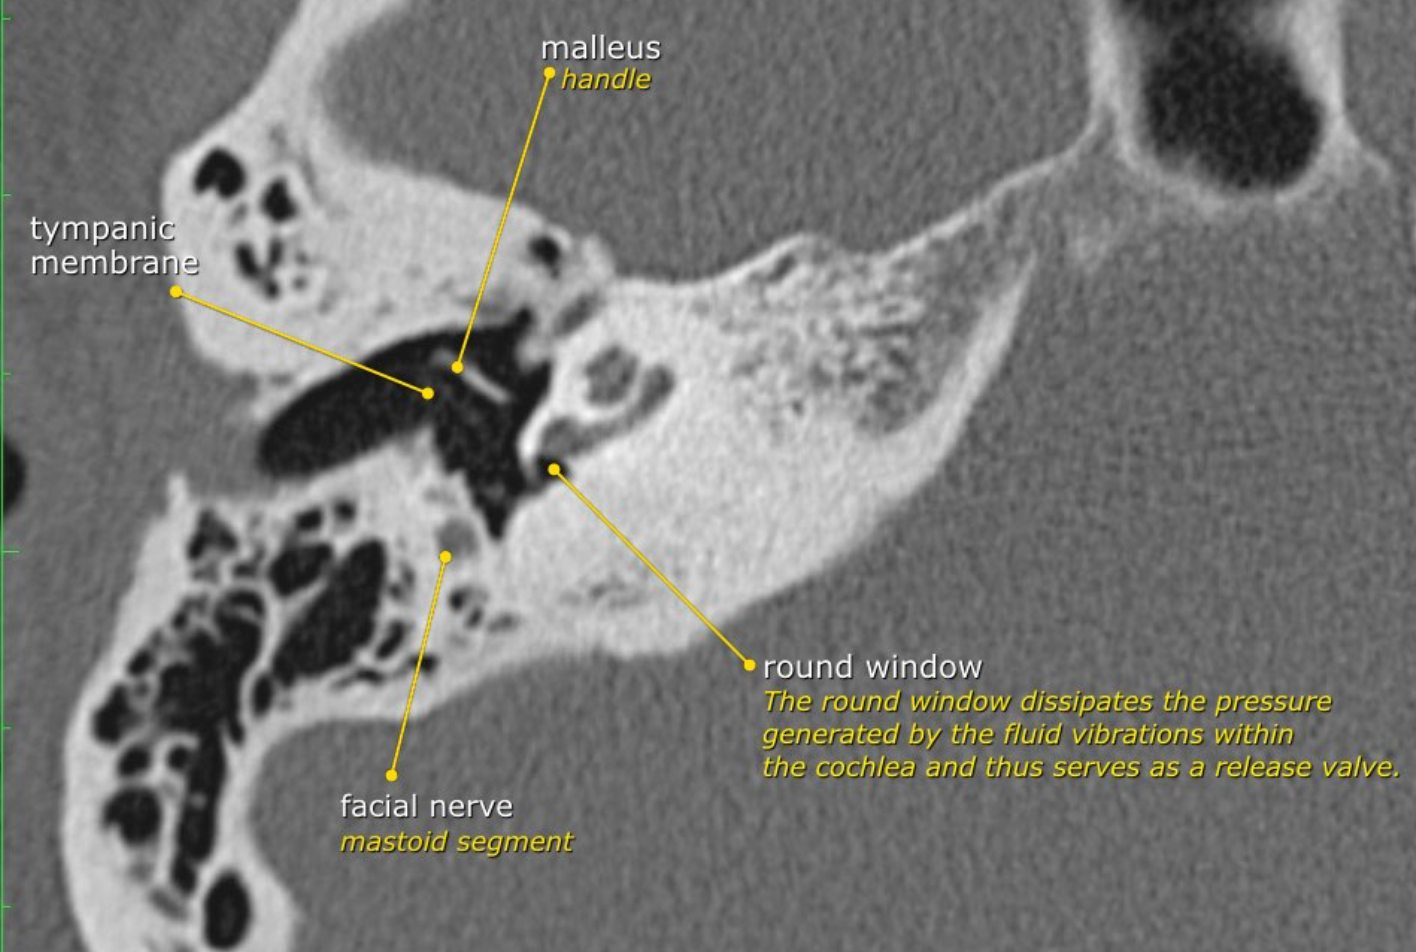 malleus
handle
tympanic
membrane
round window
The round window dissipates the pressure
generated by the fluid vibrations within
the cochlea and thus serves as a release valve.
facial nerve
mastoid segment